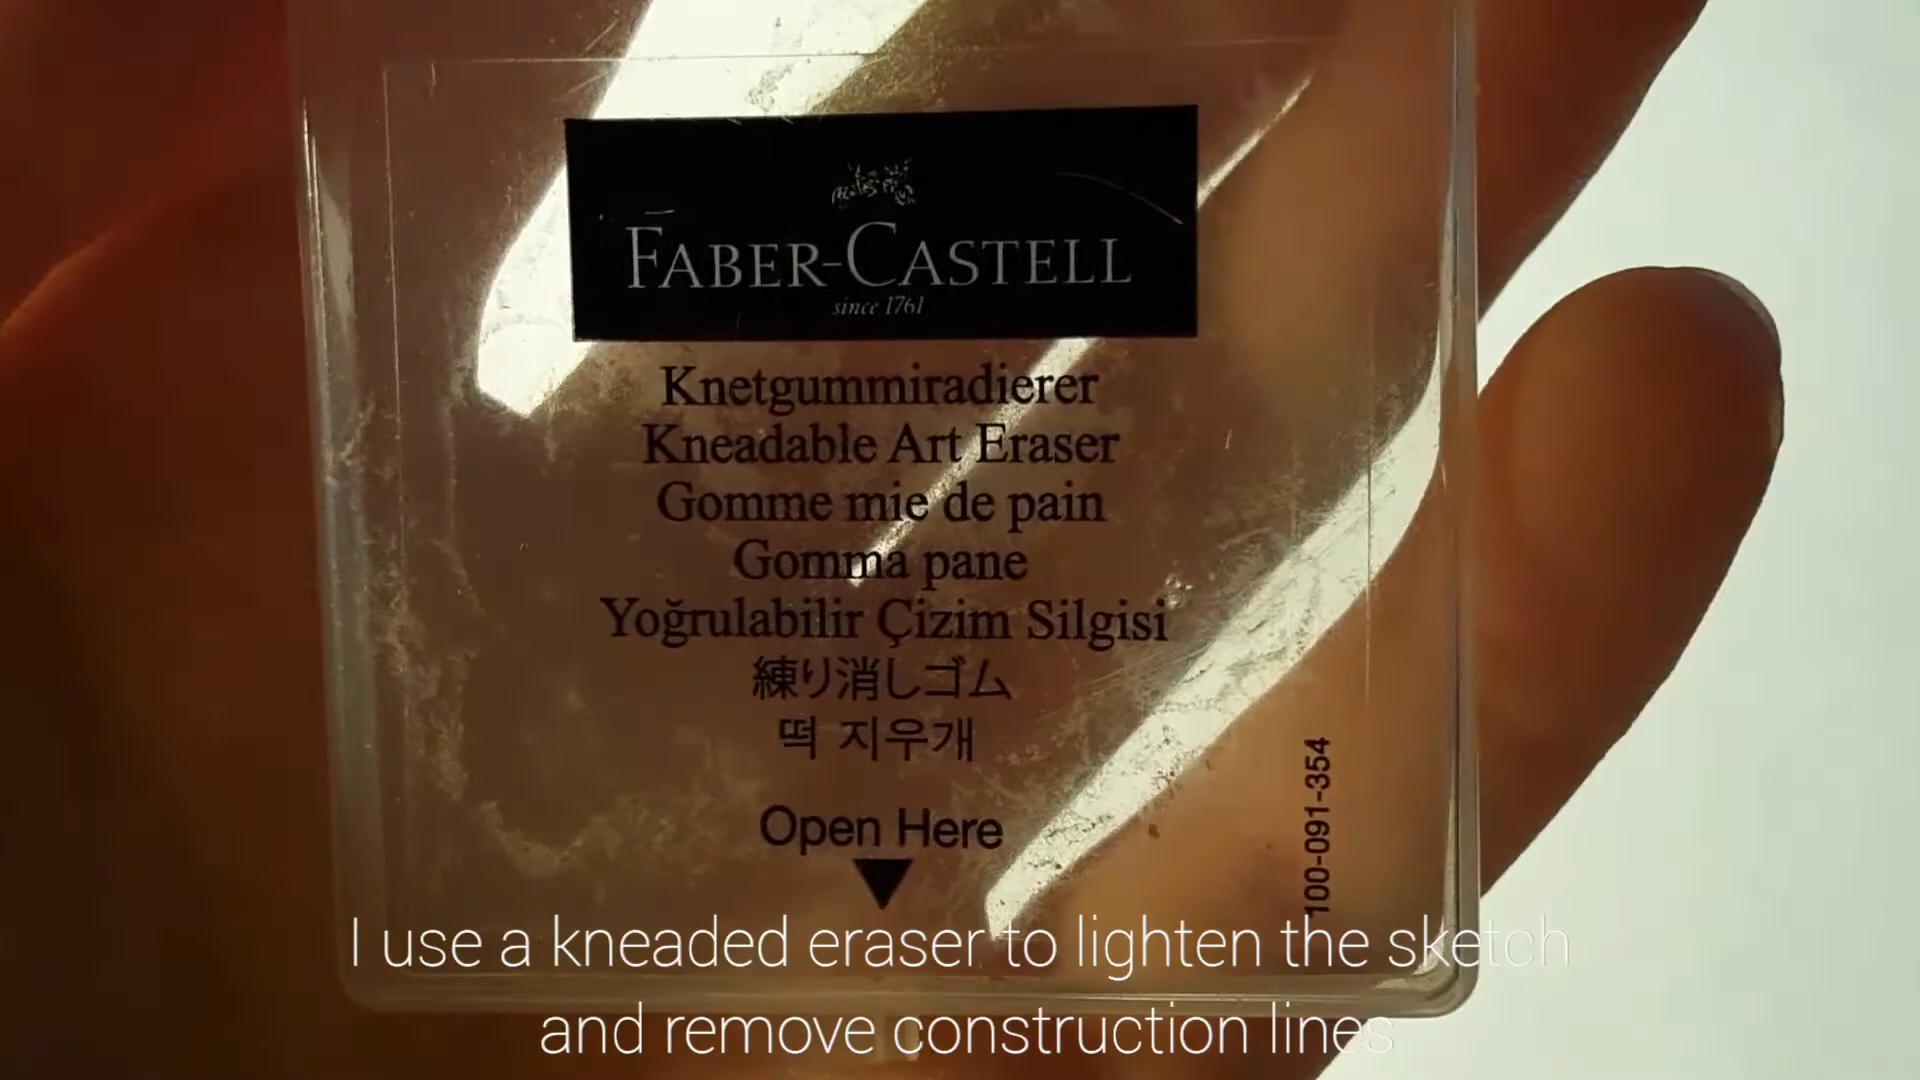 FABER-CASTELL
since 1761
Knetgummiradierer
Kneadable Art Eraser
Gomme mie de pain
Gomma pane
Yoğrulabilir Çizim Silgisi
練り消しゴム
떡 지우개
Open Here
100-091-354
I use a kneaded eraser to lighten the sketch
and remove construction lines